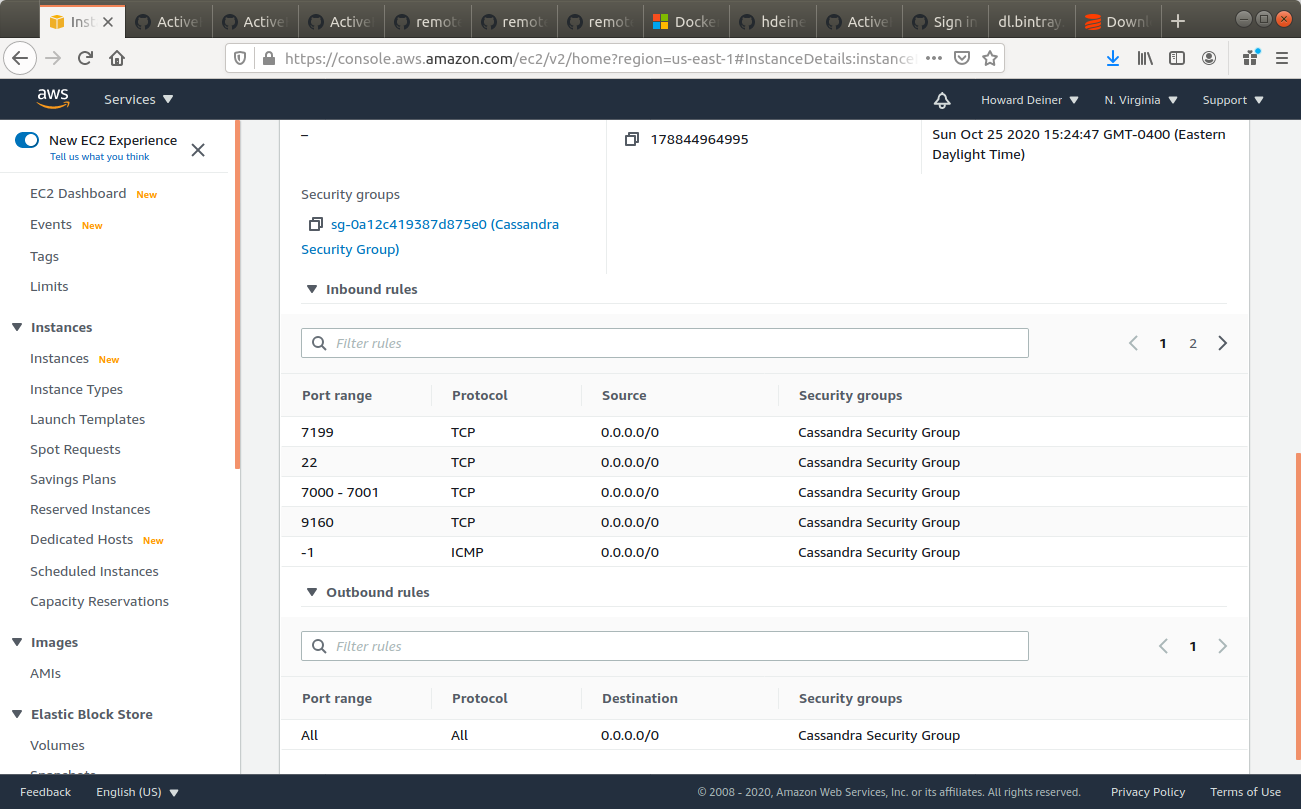 Inst
Active
Active
Active
remote
remote
remote
Docke
hdeine
Active
Sign in
dl.bintray.
Downl
https://console.aws.amazon.com/ec2/v2/home?region=us-east-1#InstanceDetails:instanceI
aws
Services
Howard Deiner
N. Virginia
Support
New EC2 Experience
Tell us what you think
EC2 Dashboard New
Events New
Tags
Limits
Instances
Instances New
Instance Types
Launch Templates
Spot Requests
Savings Plans
Reserved Instances
Dedicated Hosts New
Scheduled Instances
Capacity Reservations
Images
AMIs
Elastic Block Store
Volumes
Snapshots
–
178844964995
Sun Oct 25 2020 15:24:47 GMT-0400 (Eastern
Daylight Time)
Security groups
sg-0a12c419387d875e0 (Cassandra
Security Group)
Inbound rules
Filter rules
1 2
Port range Protocol Source Security groups
7199 TCP 0.0.0.0/0 Cassandra Security Group
22 TCP 0.0.0.0/0 Cassandra Security Group
7000 - 7001 TCP 0.0.0.0/0 Cassandra Security Group
9160 TCP 0.0.0.0/0 Cassandra Security Group
-1 ICMP 0.0.0.0/0 Cassandra Security Group
Outbound rules
Filter rules
1
Port range Protocol Destination Security groups
All All 0.0.0.0/0 Cassandra Security Group
Feedback
English (US)
© 2008 - 2020, Amazon Web Services, Inc. or its affiliates. All rights reserved.
Privacy Policy
Terms of Use